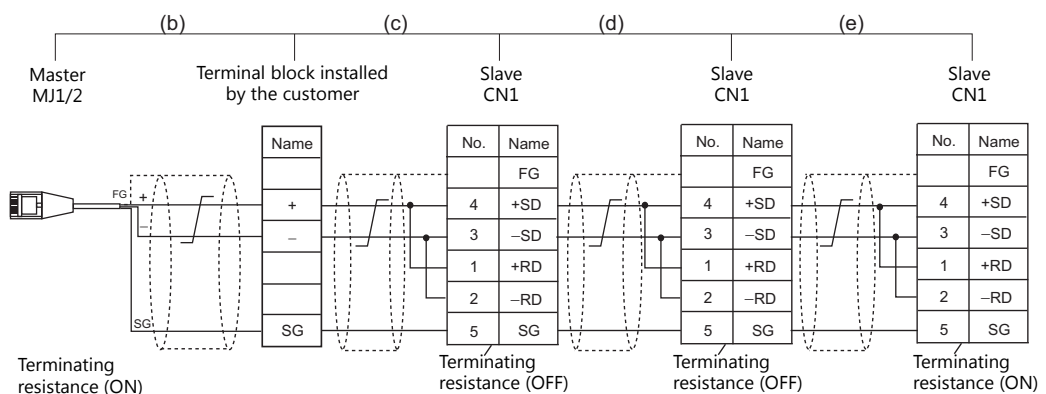 (b) (c) (d) (e)
Master
MJ1/2
Terminal block installed
by the customer
Slave
CN1
Slave
CN1
Slave
CN1
FG
+
−
SG
Name
+
−
SG
No. Name
FG
4 +SD
3 −SD
1 +RD
2 −RD
5 SG
No. Name
FG
4 +SD
3 −SD
1 +RD
2 −RD
5 SG
No. Name
FG
4 +SD
3 −SD
1 +RD
2 −RD
5 SG
Terminating
resistance (ON)
Terminating
resistance (OFF)
Terminating
resistance (OFF)
Terminating
resistance (ON)